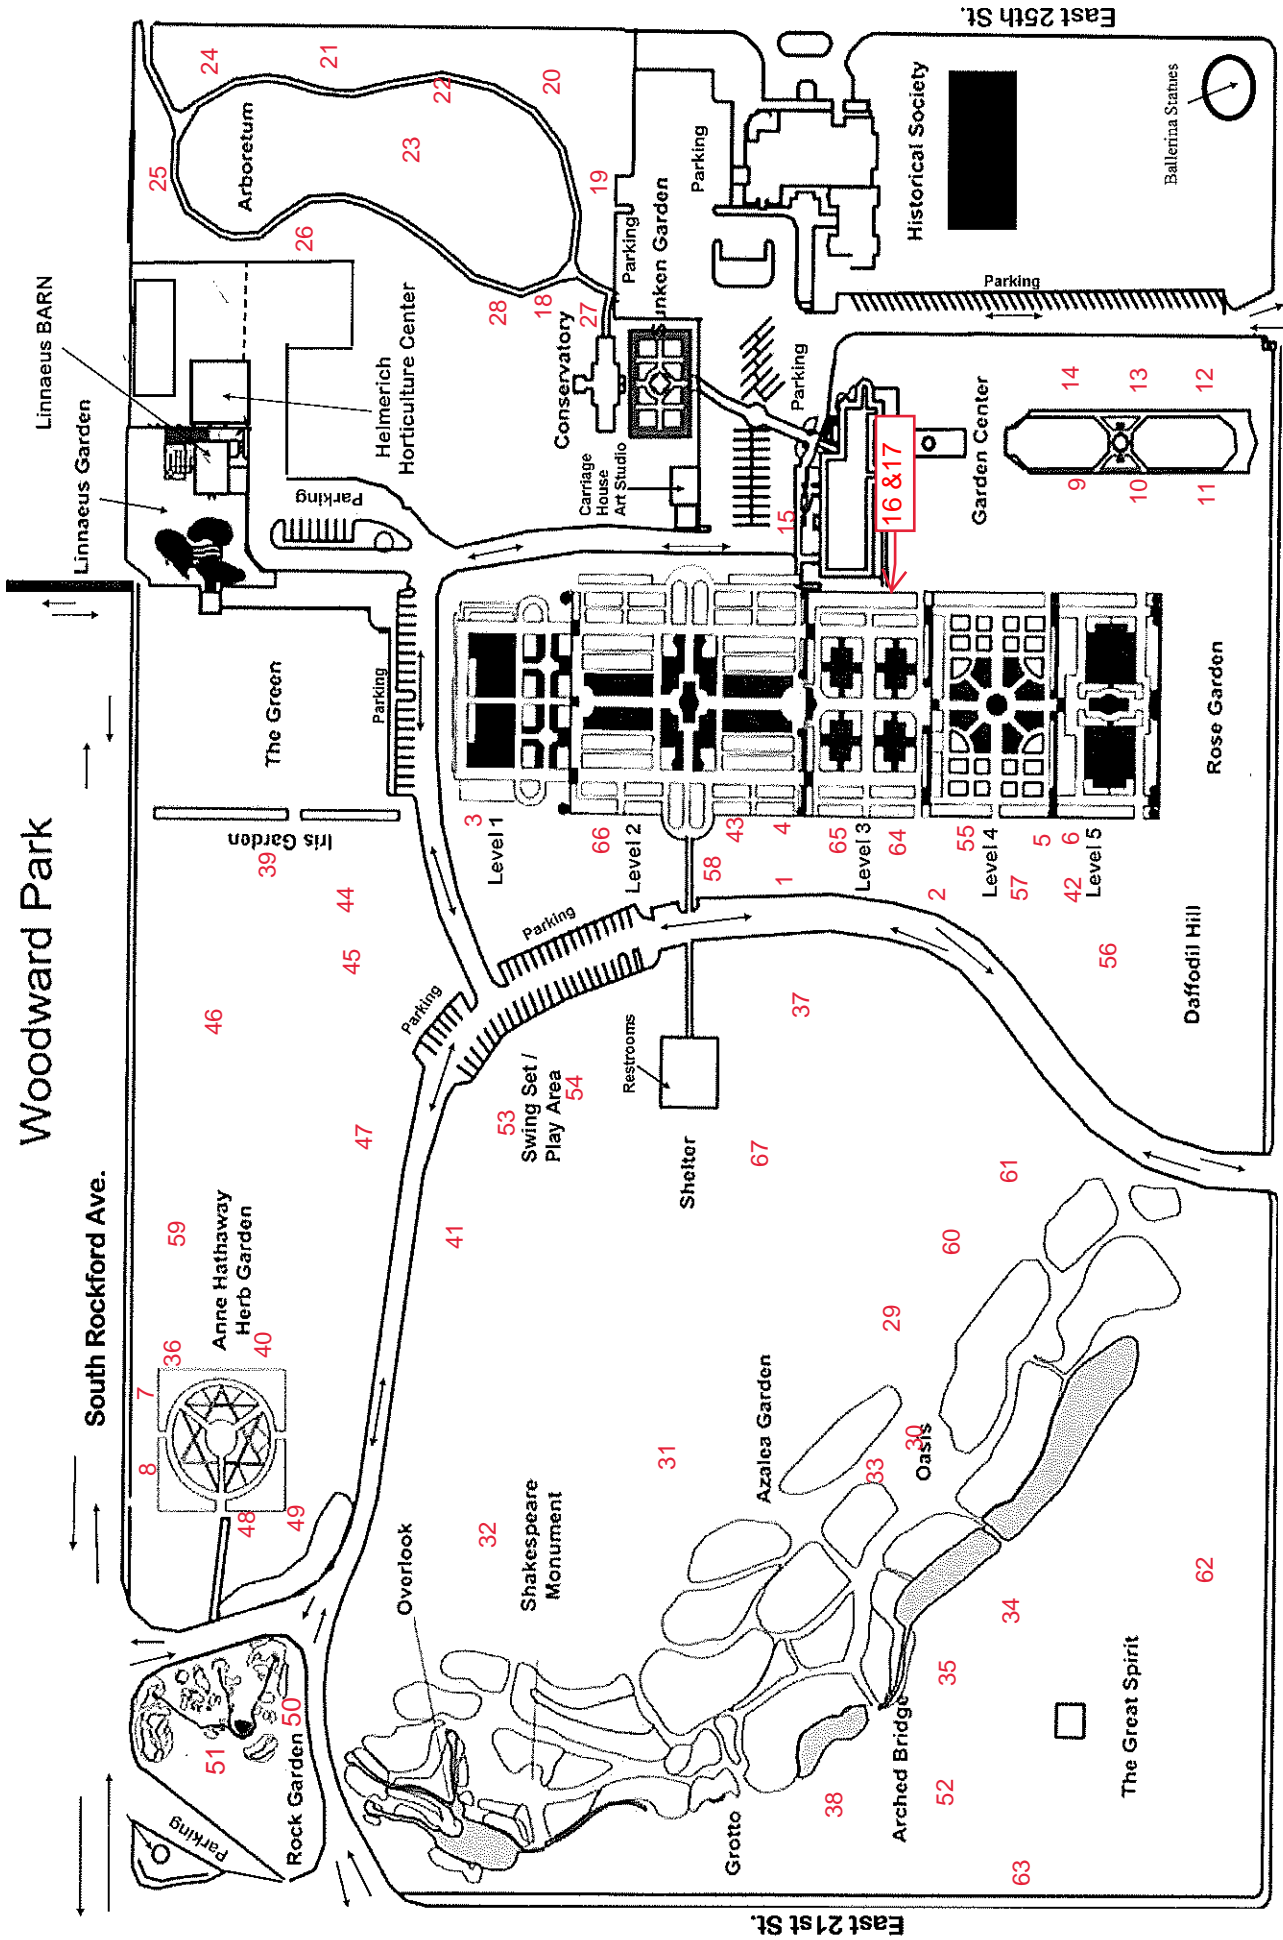 Woodward Park
South Rockford Ave.
East 21st St.
East 25th St.
Linnaeus BARN
Linnaeus Garden
Arboretum
24
21
20
22
23
25
26
19
28
18
27
Helmerich
Horticulture Center
Conservatory
Sunken Garden
Parking
Parking
Carriage
House
Art Studio
Parking
Parking
Parking
Historical Society
Ballerina Statues
Garden Center
16 &17
15
14
13
12
9
10
11
The Green
Parking
Iris Garden
39
44
45
46
47
3
Level 1
66
Level 2
43
58
4
1
65
Level 3
64
2
55
Level 4
57
5
6
Level 5
42
Rose Garden
56
Daffodil Hill
Parking
Parking
37
Restrooms
53
54
Swing Set /
Play Area
Shelter
67
61
60
59
Anne Hathaway
Herb Garden
36
40
7
8
48
49
41
29
30
Oasis
33
31
Azalea Garden
32
Shakespeare
Monument
Overlook
50
51
Rock Garden
Parking
Grotto
38
Arched Bridge
35
34
52
62
63
The Great Spirit